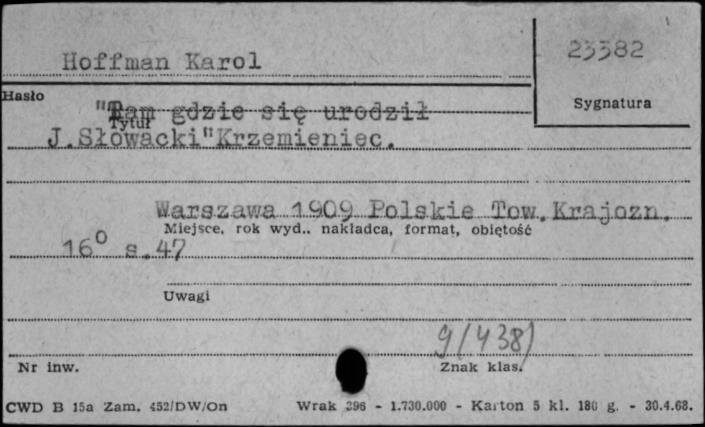 Hoffman Karol
23382
Hasło
Sygnatura
"Tam gdzie się urodził
Tytuł
J.Słowacki"Krzemieniec.
Warszawa 1909 Polskie Tow.Krajozn.
Miejsce, rok wyd., nakładca, format, objętość
16° s.47
Uwagi
9/438/
Nr inw.
Znak klas.
CWD B 15a Zam. 452/DW/On Wrak 396 - 1.730.000 - Karton 5 kl. 180 g. - 30.4.68.